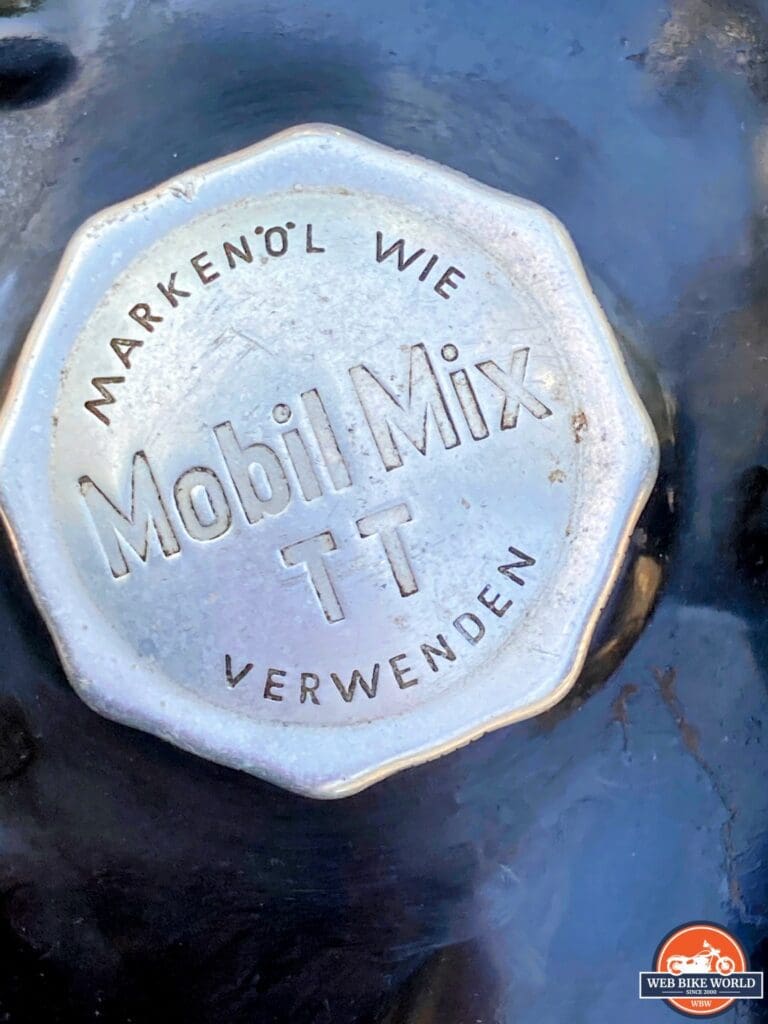 MARKENÖL WIE
Mobil Mix
TT
VERWENDEN
WEB BIKE WORLD
SINCE 2000
WBW